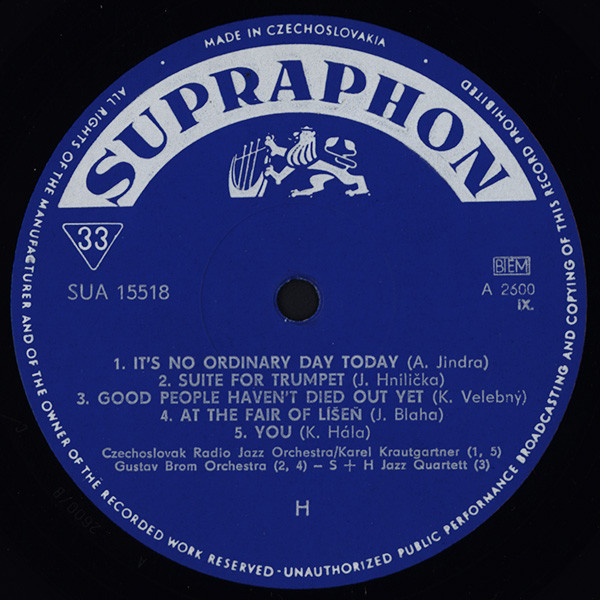 MADE IN CZECHOSLOVAKIA
SUPRAPHON
33
SUA 15518
BIEM
A 2600
IX.
1. IT'S NO ORDINARY DAY TODAY (A. Jindra)
2. SUITE FOR TRUMPET (J. Hnilička)
3. GOOD PEOPLE HAVEN'T DIED OUT YET (K. Velebný)
4. AT THE FAIR OF LÍŠEŇ (J. Blaha)
5. YOU (K. Hála)
Czechoslovak Radio Jazz Orchestra/Karel Krautgartner (1, 5)
Gustav Brom Orchestra (2, 4) – S + H Jazz Quartett (3)
H
ALL RIGHTS OF THE MANUFACTURER AND OF THE OWNER OF THE RECORDED WORK RESERVED - UNAUTHORIZED PUBLIC PERFORMANCE BROADCASTING AND COPYING OF THIS RECORD PROHIBITED